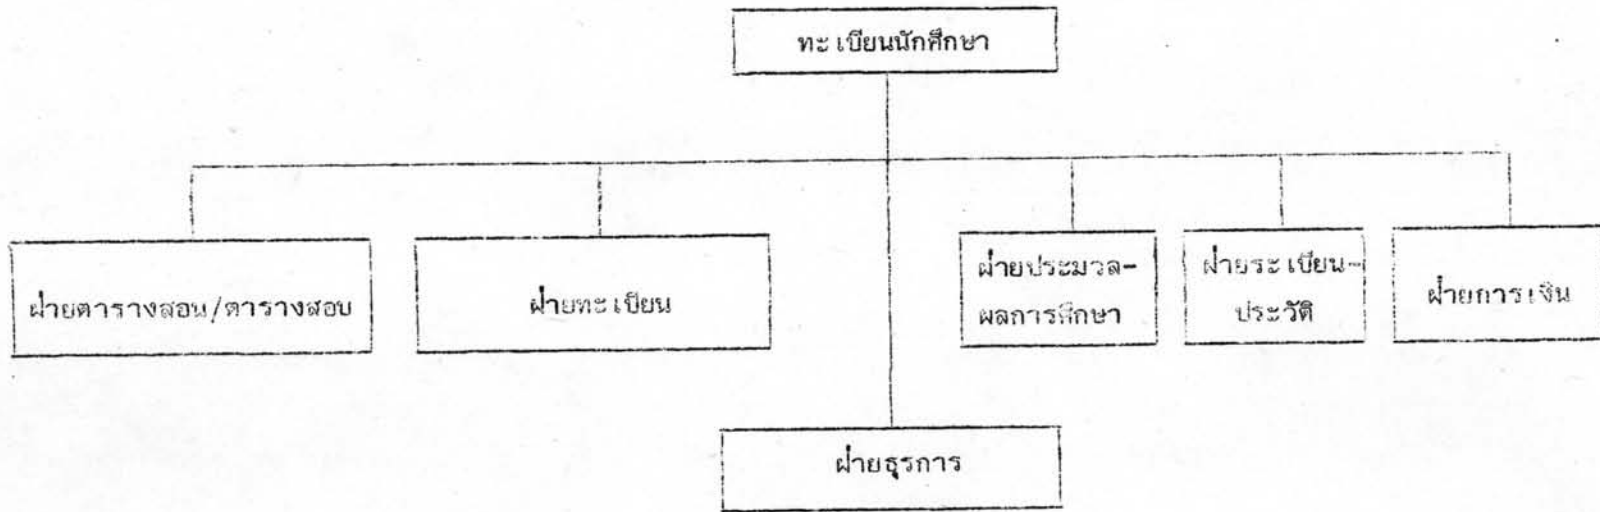 ทะเบียนนักศึกษา
ฝ่ายตารางสอน/ตารางสอบ
ฝ่ายทะเบียน
ฝ่ายประมวล-
ผลการศึกษา
ฝ่ายระเบียน-
ประวัติ
ฝ่ายการเงิน
ฝ่ายธุรการ